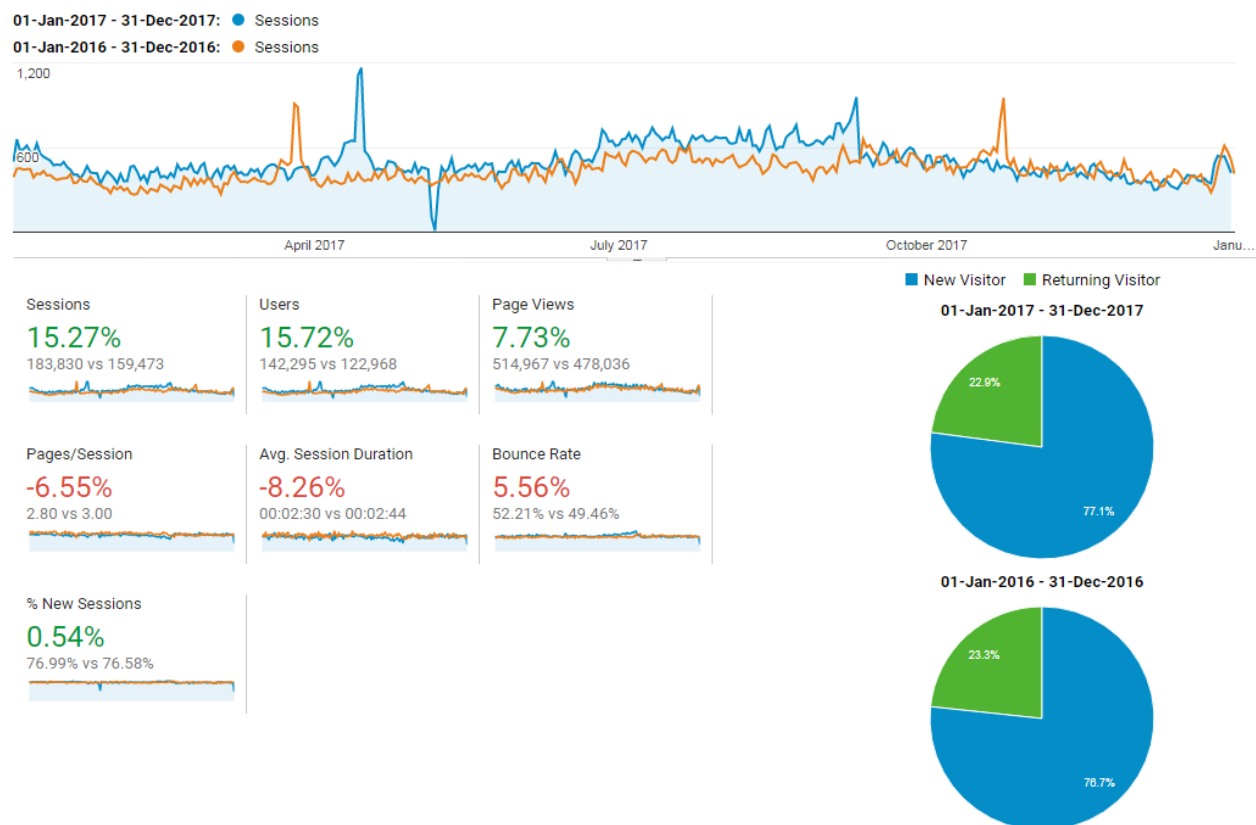 01-Jan-2017 - 31-Dec-2017: Sessions
01-Jan-2016 - 31-Dec-2016: Sessions
1,200
600
April 2017
July 2017
October 2017
Janu...
New Visitor Returning Visitor
Sessions
15.27%
183,830 vs 159,473
Users
15.72%
142,295 vs 122,968
Page Views
7.73%
514,967 vs 478,036
Pages/Session
-6.55%
2.80 vs 3.00
Avg. Session Duration
-8.26%
00:02:30 vs 00:02:44
Bounce Rate
5.56%
52.21% vs 49.46%
% New Sessions
0.54%
76.99% vs 76.58%
01-Jan-2017 - 31-Dec-2017
22.9%
77.1%
01-Jan-2016 - 31-Dec-2016
23.3%
76.7%